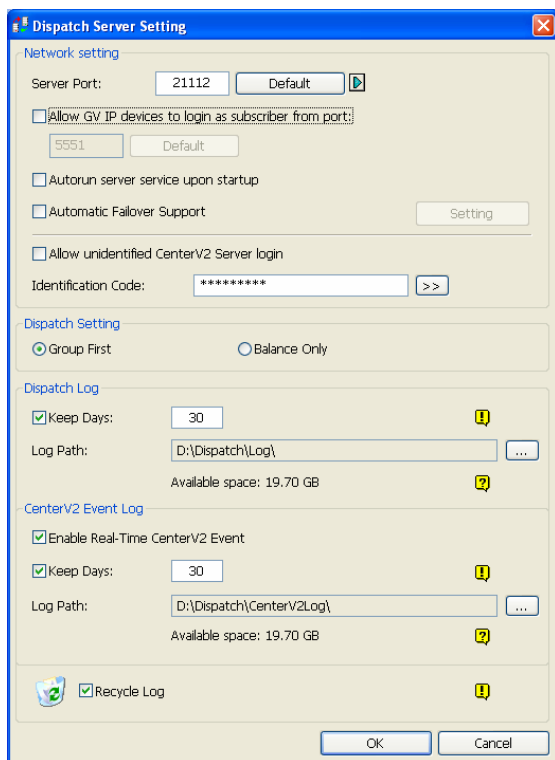 Dispatch Server Setting
Network setting
Server Port: 21112 Default
Allow GV IP devices to login as subscriber from port:
5551 Default
Autorun server service upon startup
Automatic Failover Support Setting
Allow unidentified CenterV2 Server login
Identification Code: ********* >>
Dispatch Setting
Group First Balance Only
Dispatch Log
Keep Days: 30
Log Path: D:\Dispatch\Log\ ...
Available space: 19.70 GB
CenterV2 Event Log
Enable Real-Time CenterV2 Event
Keep Days: 30
Log Path: D:\Dispatch\CenterV2Log\ ...
Available space: 19.70 GB
Recycle Log
OK Cancel